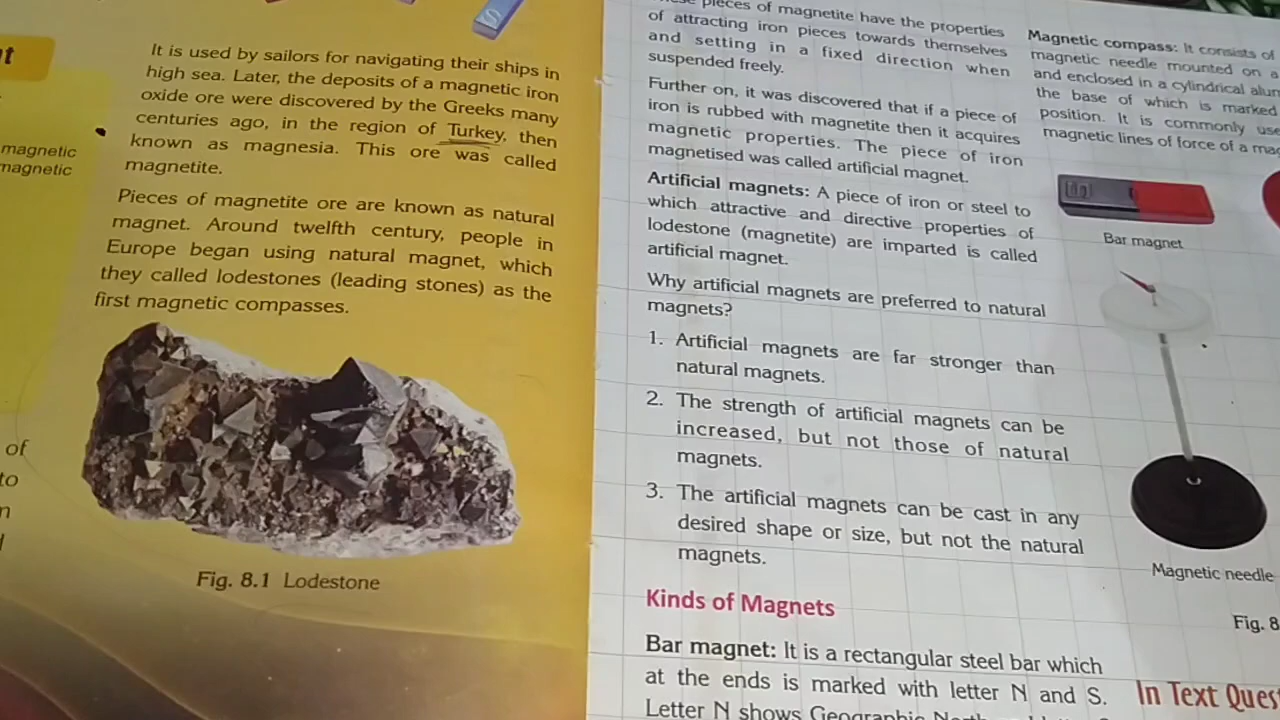 S
t
magnetic
magnetic
of
to
It is used by sailors for navigating their ships in
high sea. Later, the deposits of a magnetic iron
oxide ore were discovered by the Greeks many
centuries ago, in the region of Turkey, then
known as magnesia. This ore was called
magnetite.
Pieces of magnetite ore are known as natural
magnet. Around twelfth century, people in
Europe began using natural magnet, which
they called lodestones (leading stones) as the
first magnetic compasses.
Fig. 8.1 Lodestone
pieces of magnetite have the properties
of attracting iron pieces towards themselves
and setting in a fixed direction when
suspended freely.
Further on, it was discovered that if a piece of
iron is rubbed with magnetite then it acquires
magnetic properties. The piece of iron
magnetised was called artificial magnet.
Artificial magnets: A piece of iron or steel to
which attractive and directive properties of
lodestone (magnetite) are imparted is called
artificial magnet.
Why artificial magnets are preferred to natural
magnets?
1. Artificial magnets are far stronger than
natural magnets.
2. The strength of artificial magnets can be
increased, but not those of natural
magnets.
3. The artificial magnets can be cast in any
desired shape or size, but not the natural
magnets.
Kinds of Magnets
Bar magnet: It is a rectangular steel bar which
at the ends is marked with letter N and S.
Letter N shows Geographic
Magnetic compass: It consists of
magnetic needle mounted on a
and enclosed in a cylindrical
the base of which is marked
position. It is commonly
magnetic lines of force of a
Bar magnet
Magnetic needle
Fig. 8
In Text